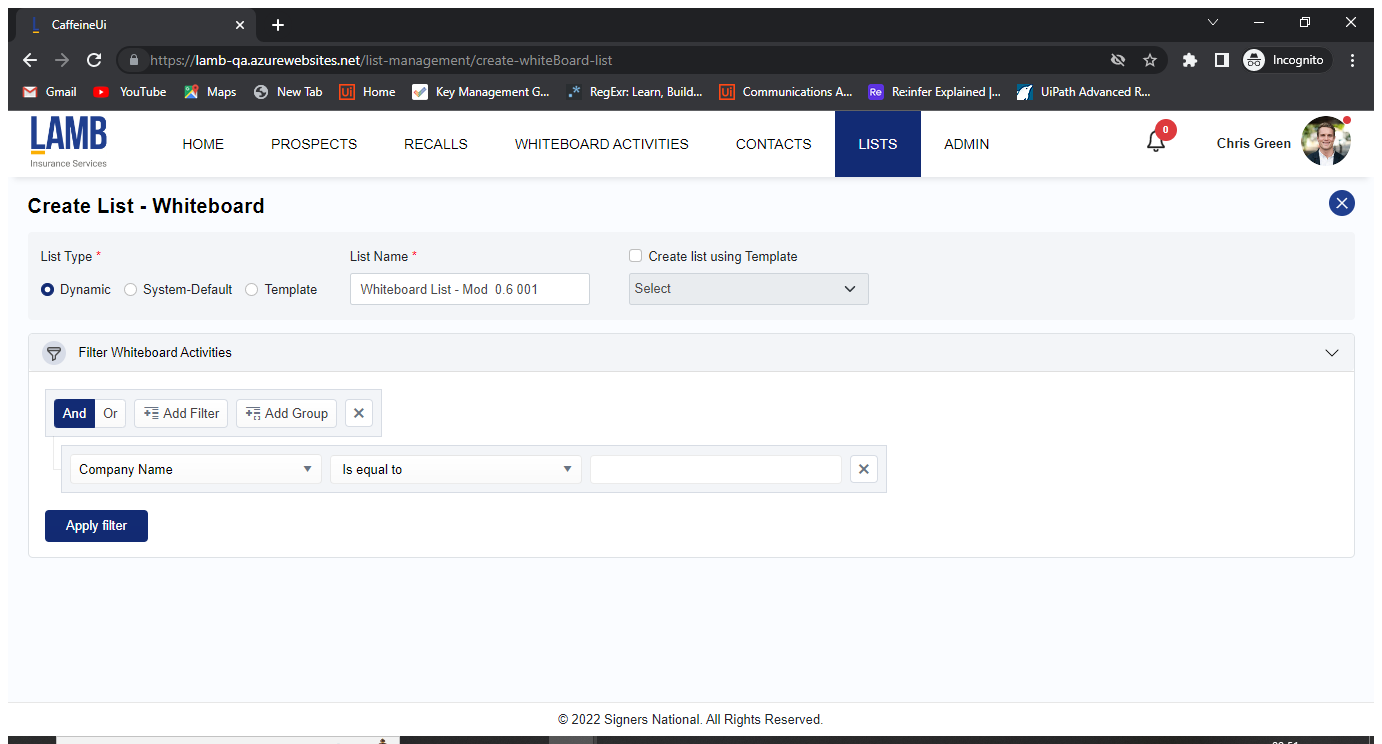 CaffeineUi
https://lamb-qa.azurewebsites.net/list-management/create-whiteBoard-list
Incognito
Gmail YouTube Maps New Tab Ui Home Key Management G... .* RegExr: Learn, Build... Ui Communications A... Re Reinfer Explained |... UiPath Advanced R...
LAMB
Insurance Services
HOME PROSPECTS RECALLS WHITEBOARD ACTIVITIES CONTACTS LISTS ADMIN 0 Chris Green
Create List - Whiteboard
List Type * List Name * Create list using Template
Dynamic System-Default Template Whiteboard List - Mod 0.6 001 Select
Filter Whiteboard Activities
And Or Add Filter Add Group
Company Name Is equal to
Apply filter
© 2022 Signers National. All Rights Reserved.